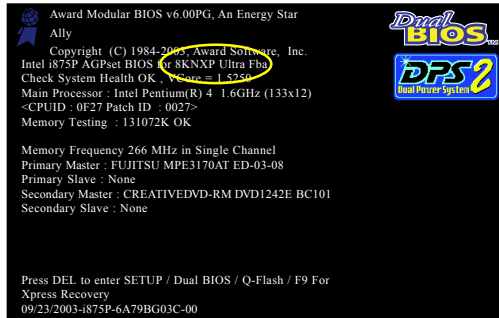 Award Modular BIOS v6.00PG, An Energy Star
Ally
Copyright (C) 1984-2003, Award Software, Inc.
Intel i875P AGPset BIOS for 8KNXP Ultra Fba
Check System Health OK , VCore = 1.5250
Main Processor : Intel Pentium(R) 4 1.6GHz (133x12)
<CPUID : 0F27 Patch ID : 0027>
Memory Testing : 131072K OK
Memory Frequency 266 MHz in Single Channel
Primary Master : FUJITSU MPE3170AT ED-03-08
Primary Slave : None
Secondary Master : CREATIVEDVD-RM DVD1242E BC101
Secondary Slave : None
Press DEL to enter SETUP / Dual BIOS / Q-Flash / F9 For
Xpress Recovery
09/23/2003-i875P-6A79BG03C-00
Dual
BIOS TM
DPS2
Dual Power System